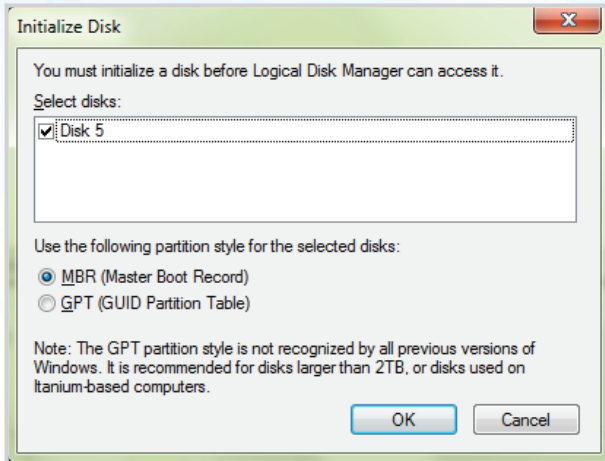 Initialize Disk
You must initialize a disk before Logical Disk Manager can access it.
Select disks:
Disk 5
Use the following partition style for the selected disks:
MBR (Master Boot Record)
GPT (GUID Partition Table)
Note: The GPT partition style is not recognized by all previous versions of
Windows. It is recommended for disks larger than 2TB, or disks used on
Itanium-based computers.
OK Cancel